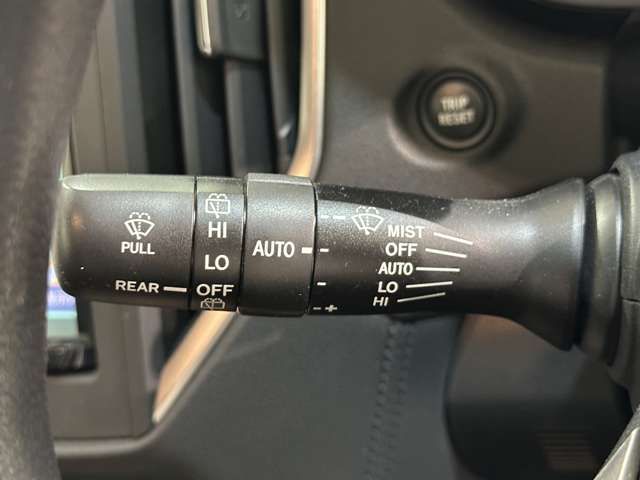 TRIP
RESET
PULL
REAR
HI
LO
OFF
AUTO
- +
MIST
OFF
AUTO
LO
HI